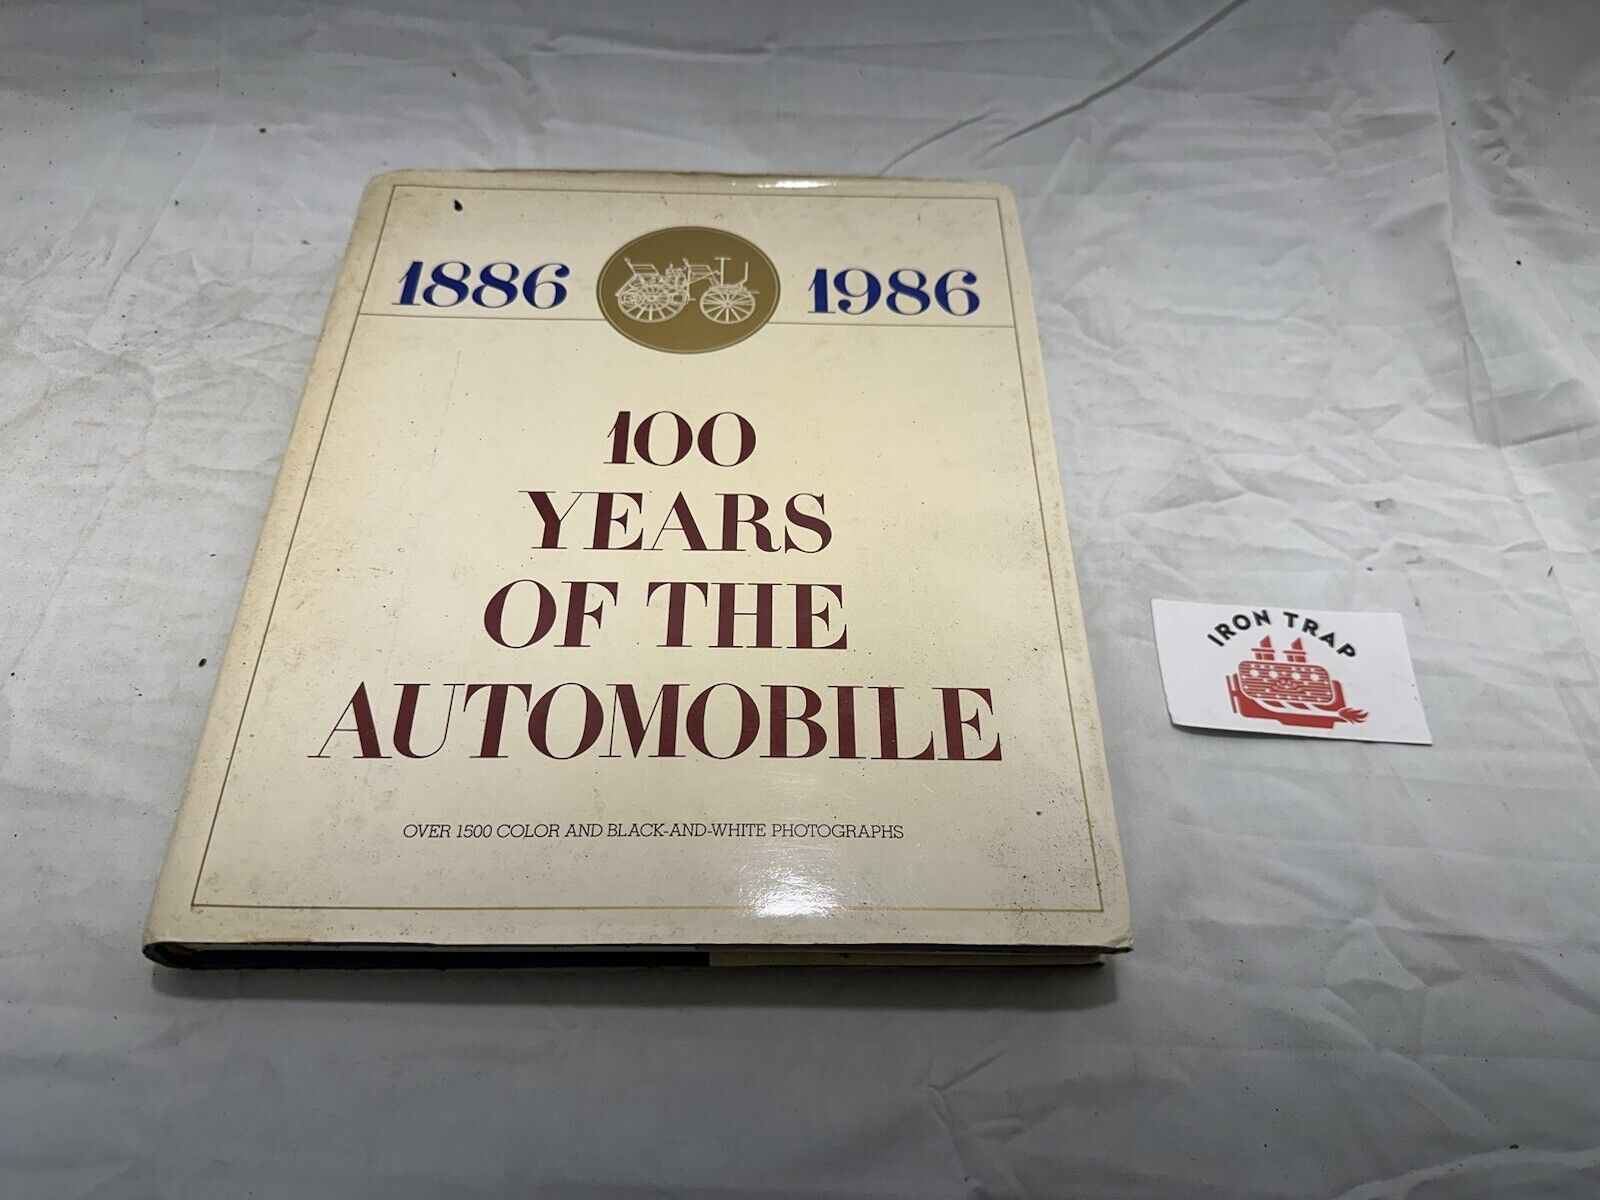 1886 1986
100
YEARS
OF THE
AUTOMOBILE
OVER 1500 COLOR AND BLACK-AND-WHITE PHOTOGRAPHS
IRON TRAP